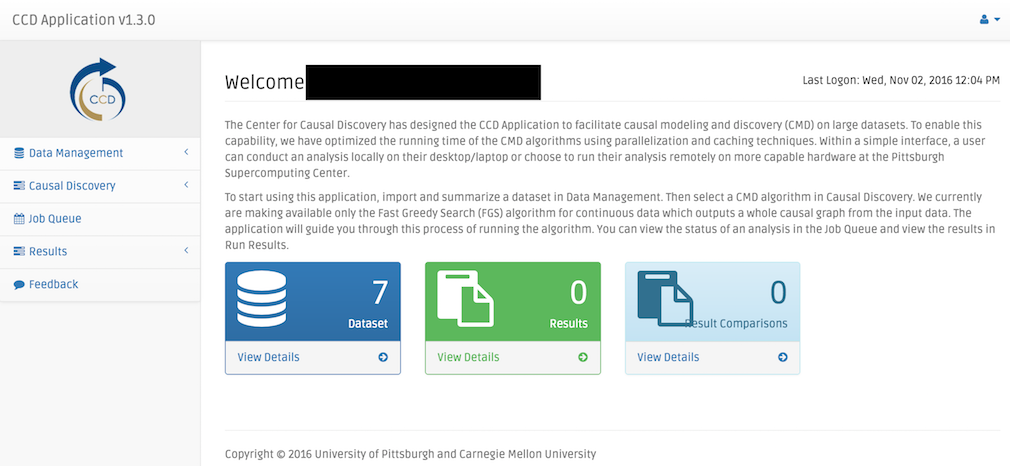 CCD Application v1.3.0
CCD
Data Management
Causal Discovery
Job Queue
Results
Feedback
Welcome
Last Logon: Wed, Nov 02, 2016 12:04 PM
The Center for Causal Discovery has designed the CCD Application to facilitate causal modeling and discovery (CMD) on large datasets. To enable this
capability, we have optimized the running time of the CMD algorithms using parallelization and caching techniques. Within a simple interface, a user
can conduct an analysis locally on their desktop/laptop or choose to run their analysis remotely on more capable hardware at the Pittsburgh
Supercomputing Center.
To start using this application, import and summarize a dataset in Data Management. Then select a CMD algorithm in Causal Discovery. We currently
are making available only the Fast Greedy Search (FGS) algorithm for continuous data which outputs a whole causal graph from the input data. The
application will guide you through this process of running the algorithm. You can view the status of an analysis in the Job Queue and view the results in
Run Results.
7
Dataset
View Details
0
Results
View Details
0
Result Comparisons
View Details
Copyright © 2016 University of Pittsburgh and Carnegie Mellon University